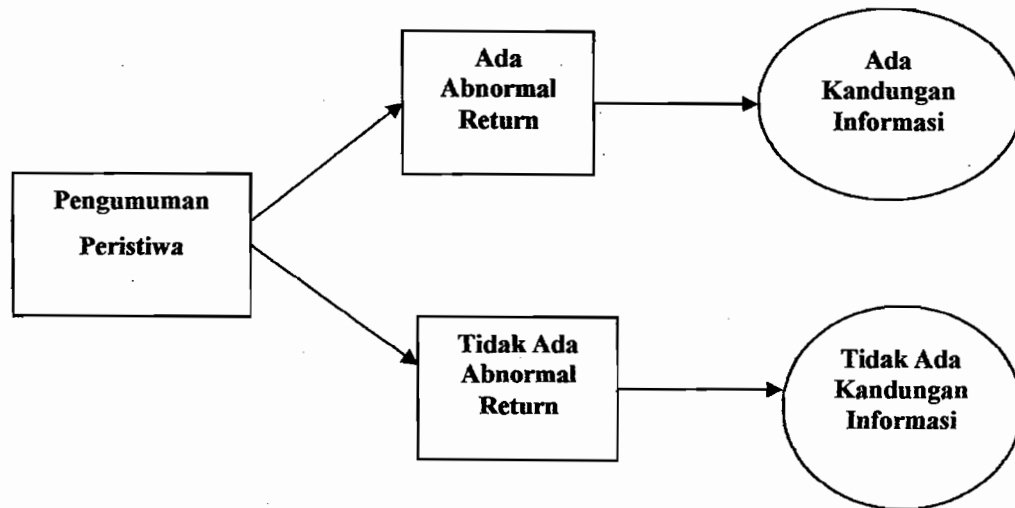 Pengumuman
Peristiwa
Ada
Abnormal
Return
Ada
Kandungan
Informasi
Tidak Ada
Abnormal
Return
Tidak Ada
Kandungan
Informasi